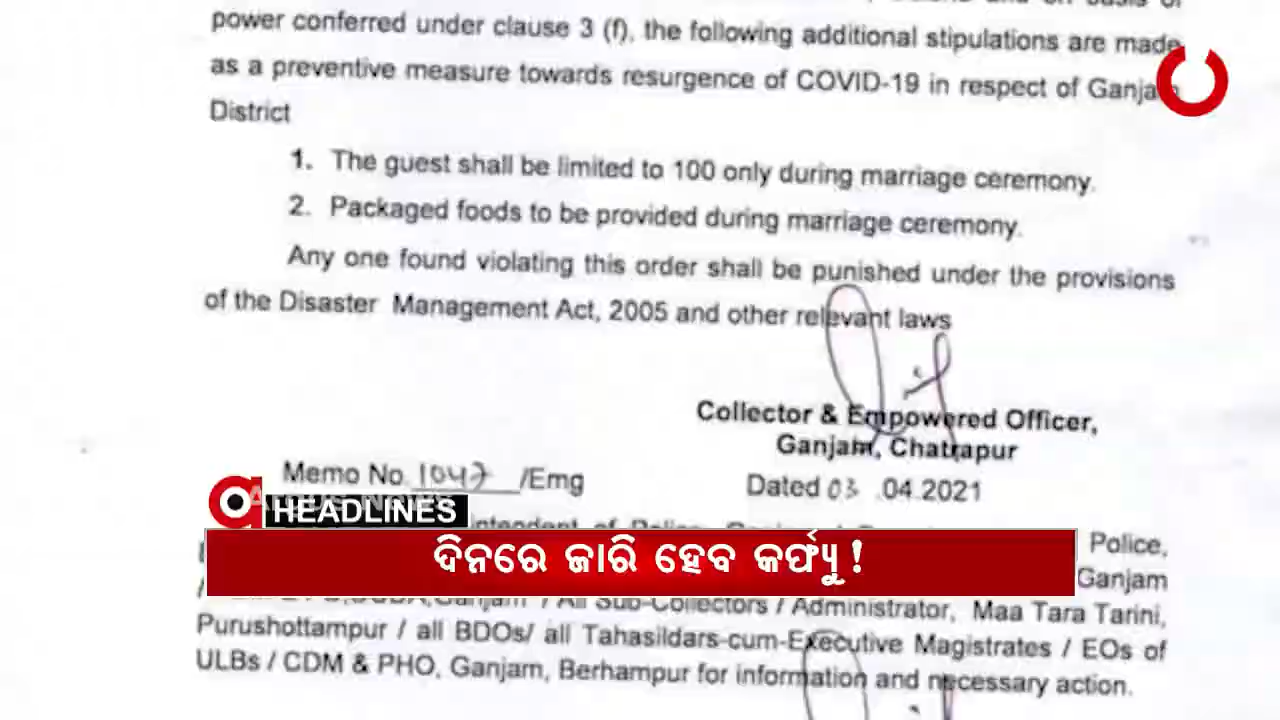 power conferred under clause 3 (f), the following additional stipulations are made
as a preventive measure towards resurgence of COVID-19 in respect of Ganjam
District
1. The guest shall be limited to 100 only during marriage ceremony.
2. Packaged foods to be provided during marriage ceremony.
Any one found violating this order shall be punished under the provisions
of the Disaster Management Act, 2005 and other relevant laws
Collector & Empowered Officer,
Ganjam, Chatrapur
Memo No. 1047 /Emg
Dated 03 .04.2021
HEADLINES
of Police, Ganjam
Police,
ଦିନରେ ଜାରି ହେବ କର୍ଫ୍ୟୁ!
Ganjam
Ganjam / All Sub-Collectors / Administrator, Maa Tara Tarini,
Purushottampur / all BDOs/ all Tahasildars-cum-Executive Magistrates / EOs of
ULBs / CDM & PHO, Ganjam, Berhampur for information and necessary action.